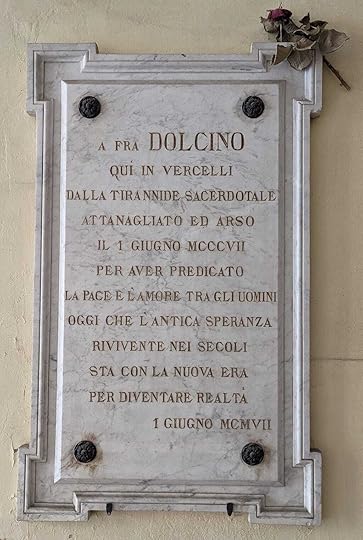 A FRA DOLCINO
QUÍ IN VERCELLI
DALLA TIRANNIDE SACERDOTALE
ATTANAGLIATO ED ARSO
IL 1 GIUGNO MCCCVII
PER AVER PREDICATO
LA PACE E L'AMORE TRA GLI UOMINI
OGGI CHE L'ANTICA SPERANZA
RIVIVENTE NEI SECOLI
STA CON LA NUOVA ERA
PER DIVENTARE REALTÀ
1 GIUGNO MCMVII